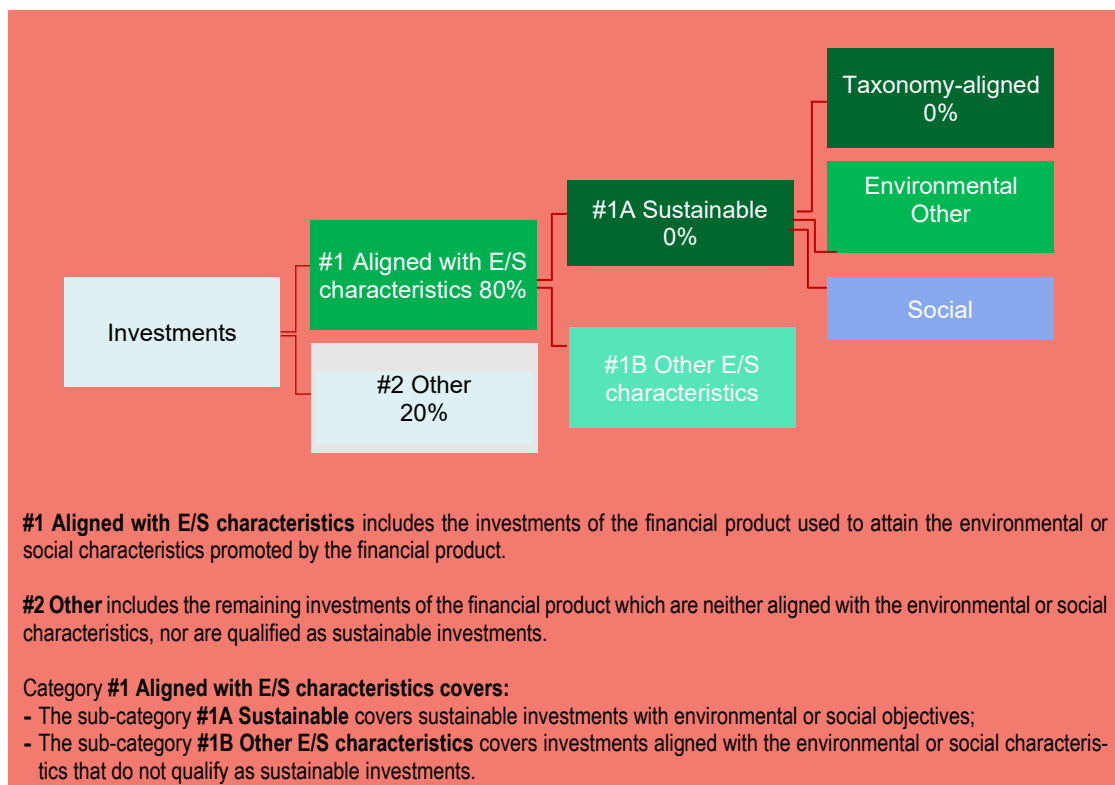 Investments
#1 Aligned with E/S
characteristics 80%
#2 Other
20%
#1A Sustainable
0%
#1B Other E/S
characteristics
Taxonomy-aligned
0%
Environmental
Other
Social
#1 Aligned with E/S characteristics includes the investments of the financial product used to attain the environmental or
social characteristics promoted by the financial product.
#2 Other includes the remaining investments of the financial product which are neither aligned with the environmental or social
characteristics, nor are qualified as sustainable investments.
Category #1 Aligned with E/S characteristics covers:
- The sub-category #1A Sustainable covers sustainable investments with environmental or social objectives;
- The sub-category #1B Other E/S characteristics covers investments aligned with the environmental or social characteris-
tics that do not qualify as sustainable investments.